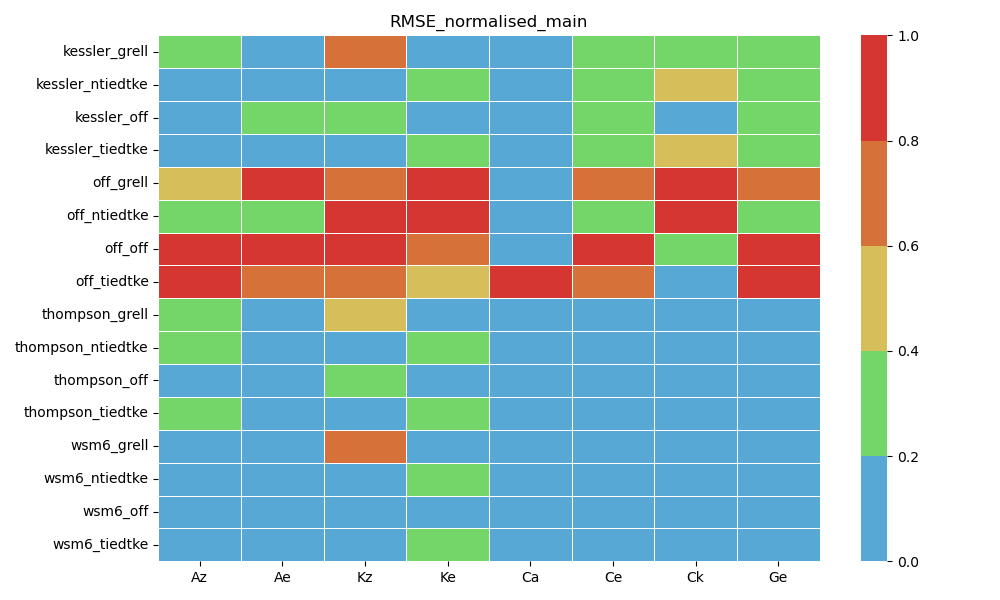 RMSE_normalised_main
kessler_grell
kessler_ntiedtke
kessler_off
kessler_tiedtke
off_grell
off_ntiedtke
off_off
off_tiedtke
thompson_grell
thompson_ntiedtke
thompson_off
thompson_tiedtke
wsm6_grell
wsm6_ntiedtke
wsm6_off
wsm6_tiedtke
Az Ae Kz Ke Ca Ce Ck Ge
1.0
0.8
0.6
0.4
0.2
0.0